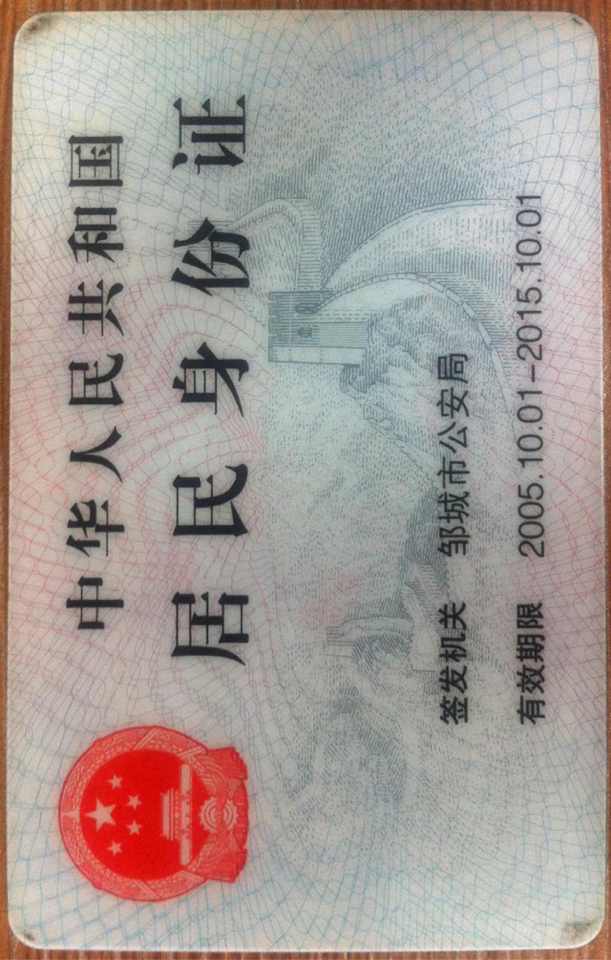 中华人民共和国
居民身份证
签发机关 邹城市公安局
有效期限 2005.10.01-2015.10.01